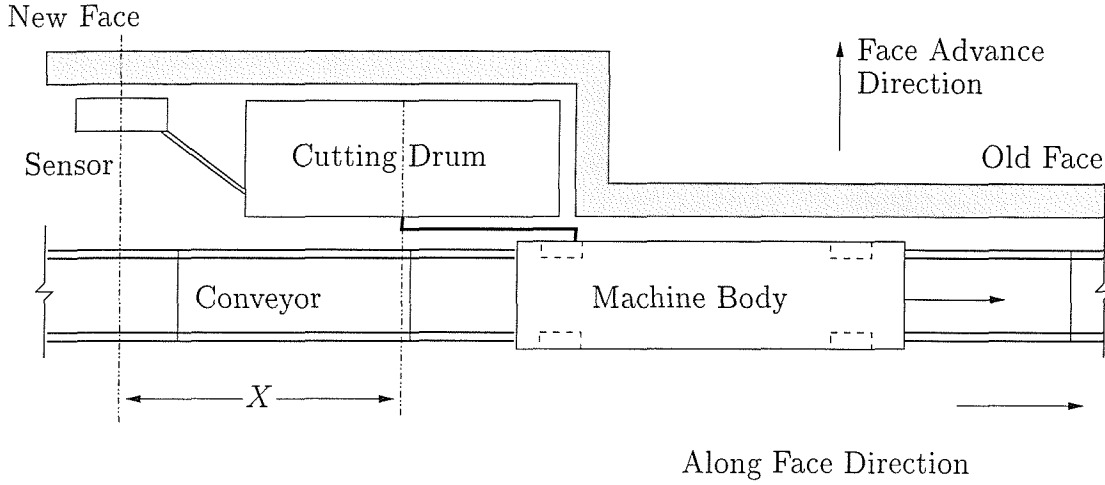 New Face
Face Advance
Direction
Old Face
Sensor
Cutting Drum
Conveyor
Machine Body
X
Along Face Direction